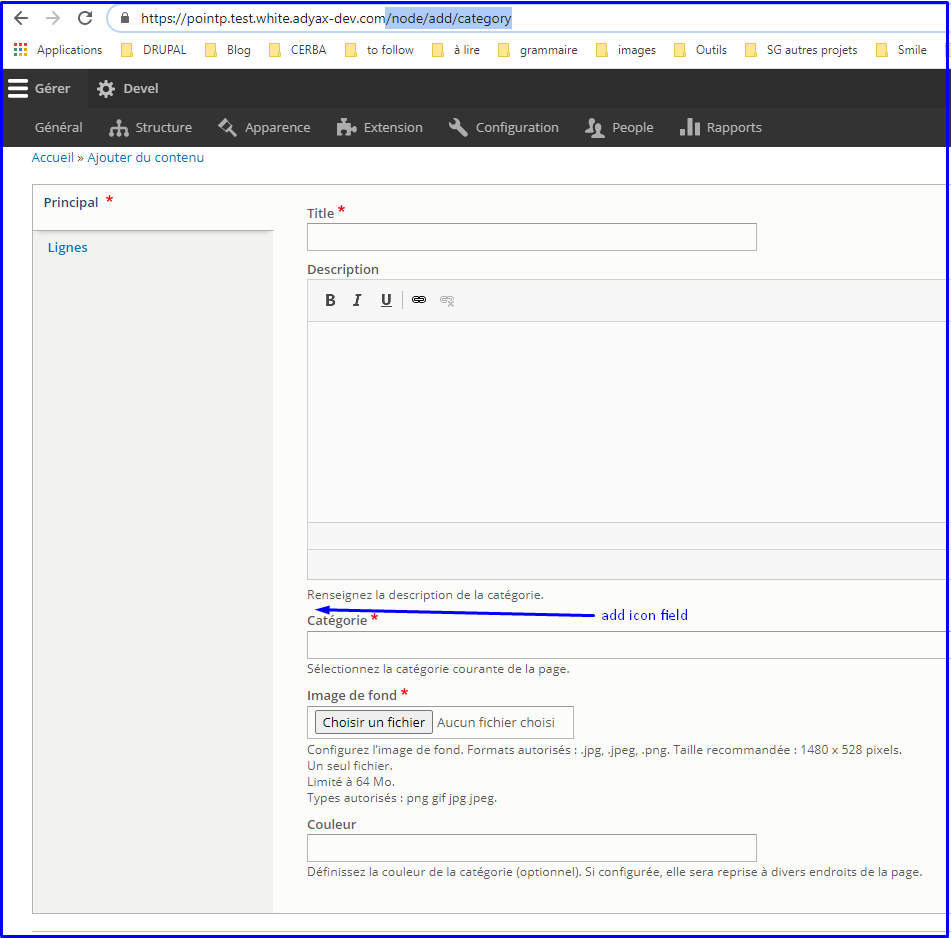 https://pointp.test.white.adyax-dev.com/node/add/category
Applications DRUPAL Blog CERBA to follow à lire grammaire images Outils SG autres projets Smile
Gérer Devel
Général Structure Apparence Extension Configuration People Rapports
Accueil » Ajouter du contenu
Principal *
Lignes
Title *
Description
B I U
Renseignez la description de la catégorie.
add icon field
Catégorie *
Sélectionnez la catégorie courante de la page.
Image de fond *
Choisir un fichier Aucun fichier choisi
Configurez l'image de fond. Formats autorisés : .jpg, .jpeg, .png. Taille recommandée : 1480 x 528 pixels.
Un seul fichier.
Limité à 64 Mo.
Types autorisés : png gif jpg jpeg.
Couleur
Définissez la couleur de la catégorie (optionnel). Si configurée, elle sera reprise à divers endroits de la page.